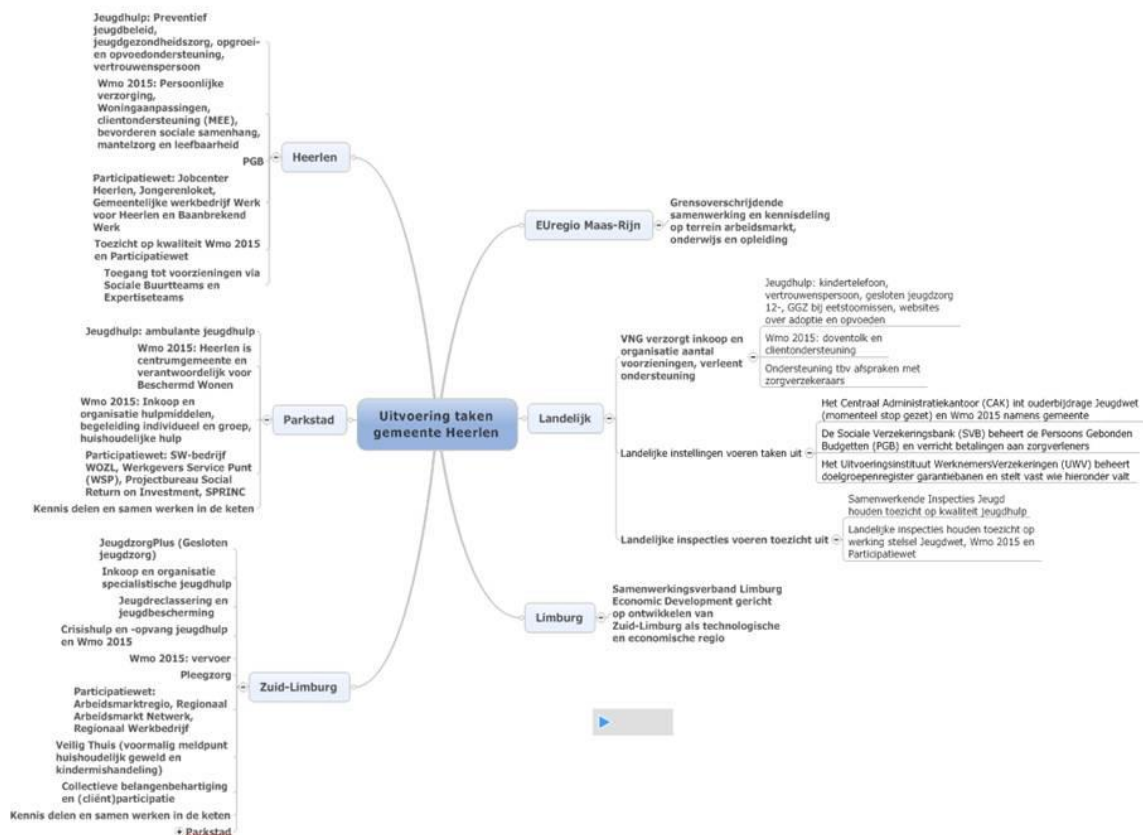 Jeugdhulp: Preventief
jeugdbeleid,
jeugdgezondheidszorg, opgroei-
en opvoedondersteuning,
vertrouwenspersoon
Wmo 2015: Persoonlijke
verzorging,
Woningaanpassingen,
clientondersteuning (MEE),
bevorderen sociale samenhang,
mantelzorg en leefbaarheid
PGB
Participatiewet: Jobcenter
Heerlen, Jongerenloket,
Gemeentelijke werkbedrijf Werk
voor Heerlen en Baanbrekend
Werk
Toezicht op kwaliteit Wmo 2015
en Participatiewet
Toegang tot voorzieningen via
Sociale Buurtteams en
Expertiseteams
Heerlen
Jeugdhulp: ambulante jeugdhulp
Wmo 2015: Heerlen is
centrumgemeente en
verantwoordelijk voor
Beschermd Wonen
Wmo 2015: Inkoop en
organisatie hulpmiddelen,
begeleiding individueel en groep,
huishoudelijke hulp
Participatiewet: SW-bedrijf
WOZL, Werkgevers Service Punt
(WSP), Projectbureau Social
Return on Investment, SPRINC
Kennis delen en samen werken in de keten
Parkstad
JeugdzorgPlus (Gesloten
jeugdzorg)
Inkoop en organisatie
specialistische jeugdhulp
Jeugdreclassering en
jeugdbescherming
Crisishulp en -opvang jeugdhulp
en Wmo 2015
Wmo 2015: vervoer
Pleegzorg
Participatiewet:
Arbeidsmarktregio, Regionaal
Arbeidsmarkt Netwerk,
Regionaal Werkbedrijf
Veilig Thuis (voormalig meldpunt
huishoudelijk geweld en
kindermishandeling)
Collectieve belangenbehartiging
en (cliënt)participatie
Kennis delen en samen werken in de keten
Parkstad
Zuid-Limburg
Uitvoering taken
gemeente Heerlen
EUregio Maas-Rijn
Grensoverschrijdende
samenwerking en kennisdeling
op terrein arbeidsmarkt,
onderwijs en opleiding
Landelijk
VNG verzorgt inkoop en
organisatie aantal
voorzieningen, verleent
ondersteuning
Jeugdhulp: kindertelefoon,
vertrouwenspersoon, gesloten jeugdzorg
12-, GGZ bij eetstoornissen, websites
over adoptie en opvoeden
Wmo 2015: doventolk en
clientondersteuning
Ondersteuning tbv afspraken met
zorgverzekeraars
Landelijke instellingen voeren taken uit
Het Centraal Administratiekantoor (CAK) int ouderbijdrage Jeugdwet
(momenteel stop gezet) en Wmo 2015 namens gemeente
De Sociale Verzekeringsbank (SVB) beheert de Persoons Gebonden
Budgetten (PGB) en verricht betalingen aan zorgverleners
Het Uitvoeringsinstituut WerknemersVerzekeringen (UWV) beheert
doelgroepenregister garantiebanen en stelt vast wie hieronder valt
Landelijke inspecties voeren toezicht uit
Samenwerkende Inspecties Jeugd
houden toezicht op kwaliteit jeugdhulp
Landelijke inspecties houden toezicht op
werking stelsel Jeugdwet, Wmo 2015 en
Participatiewet
Limburg
Samenwerkingsverband Limburg
Economic Development gericht
op ontwikkelen van
Zuid-Limburg als technologische
en economische regio